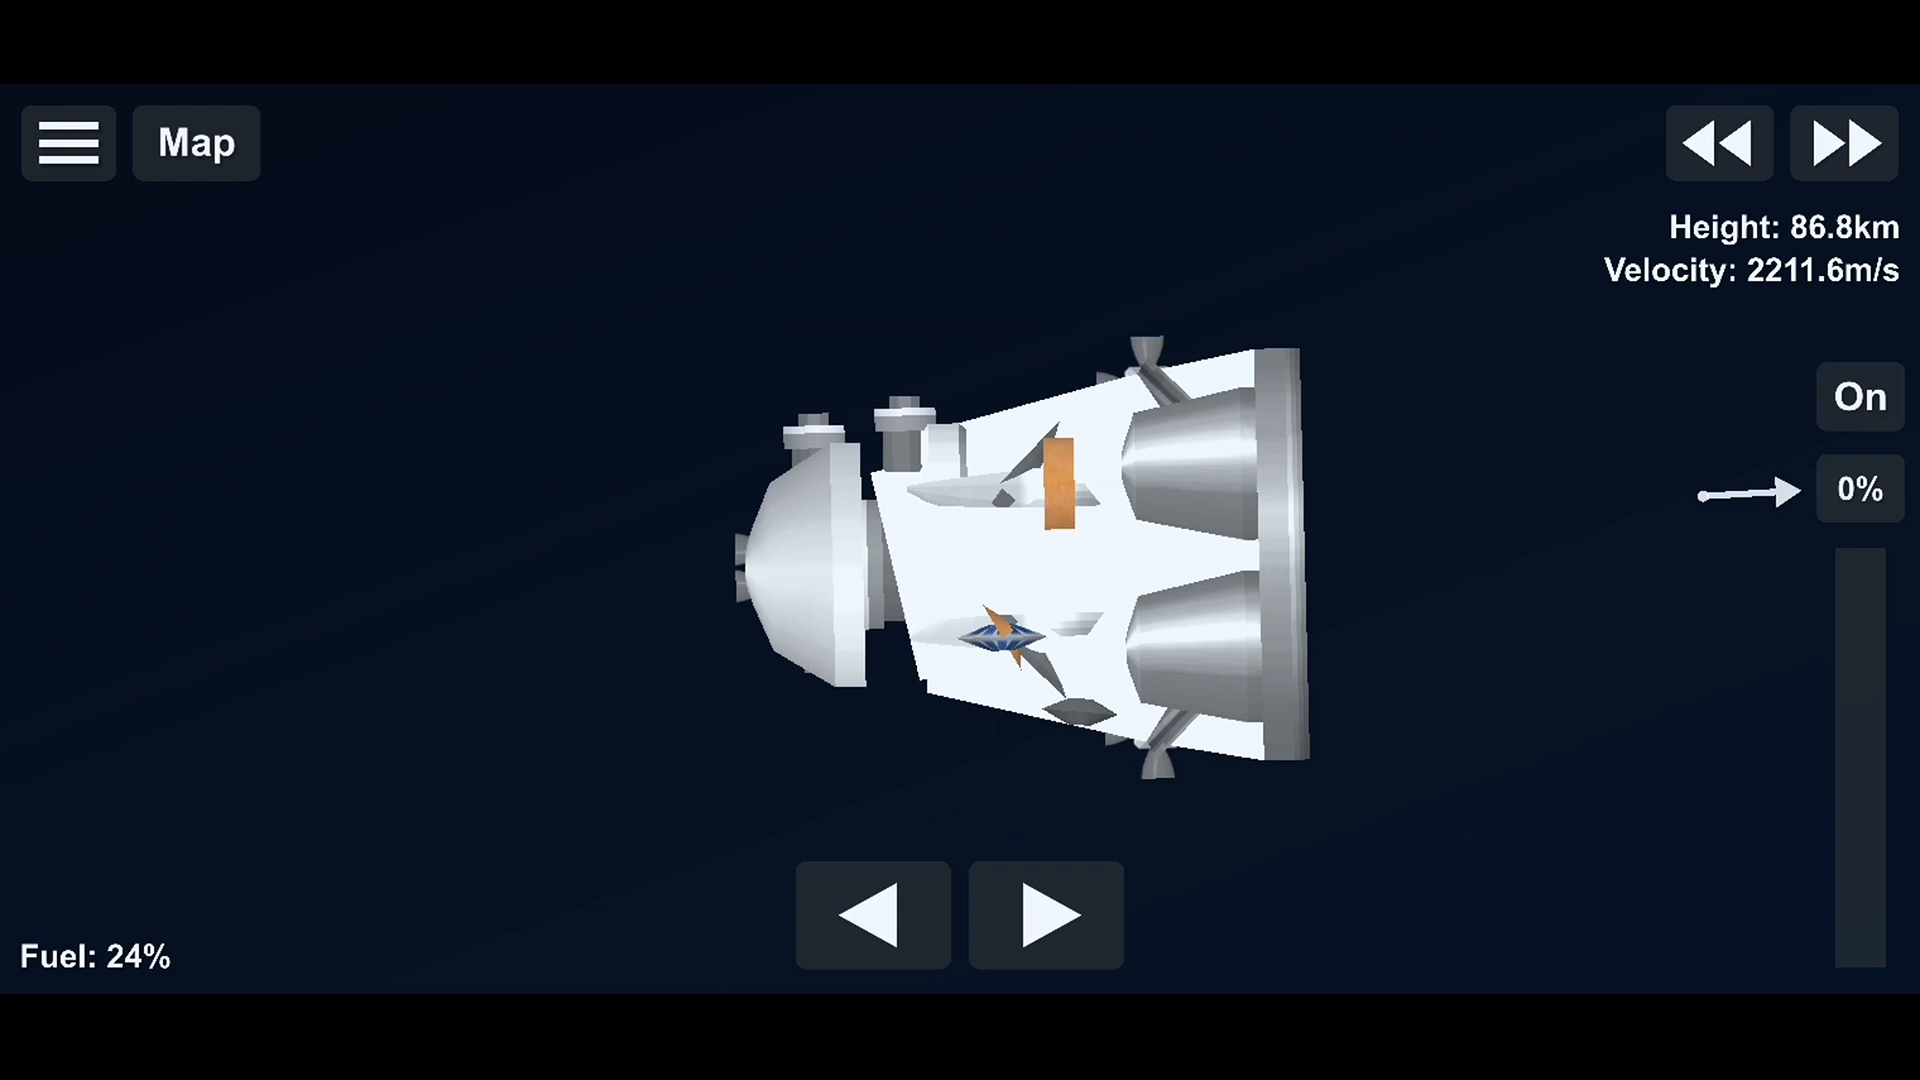 Map
Height: 86.8km
Velocity: 2211.6m/s
On
0%
Fuel: 24%